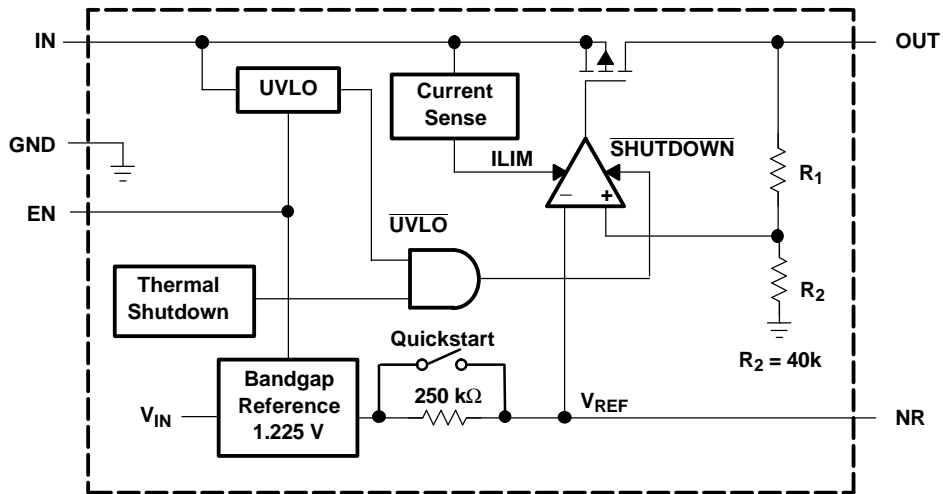 IN
OUT
UVLO
Current
Sense
GND
SHUTDOWN
ILIM
R1
EN
UVLO
− +
Thermal
Shutdown
R2
Quickstart
R2 = 40k
Bandgap
Reference
1.225 V
250 kΩ
VIN
VREF
NR